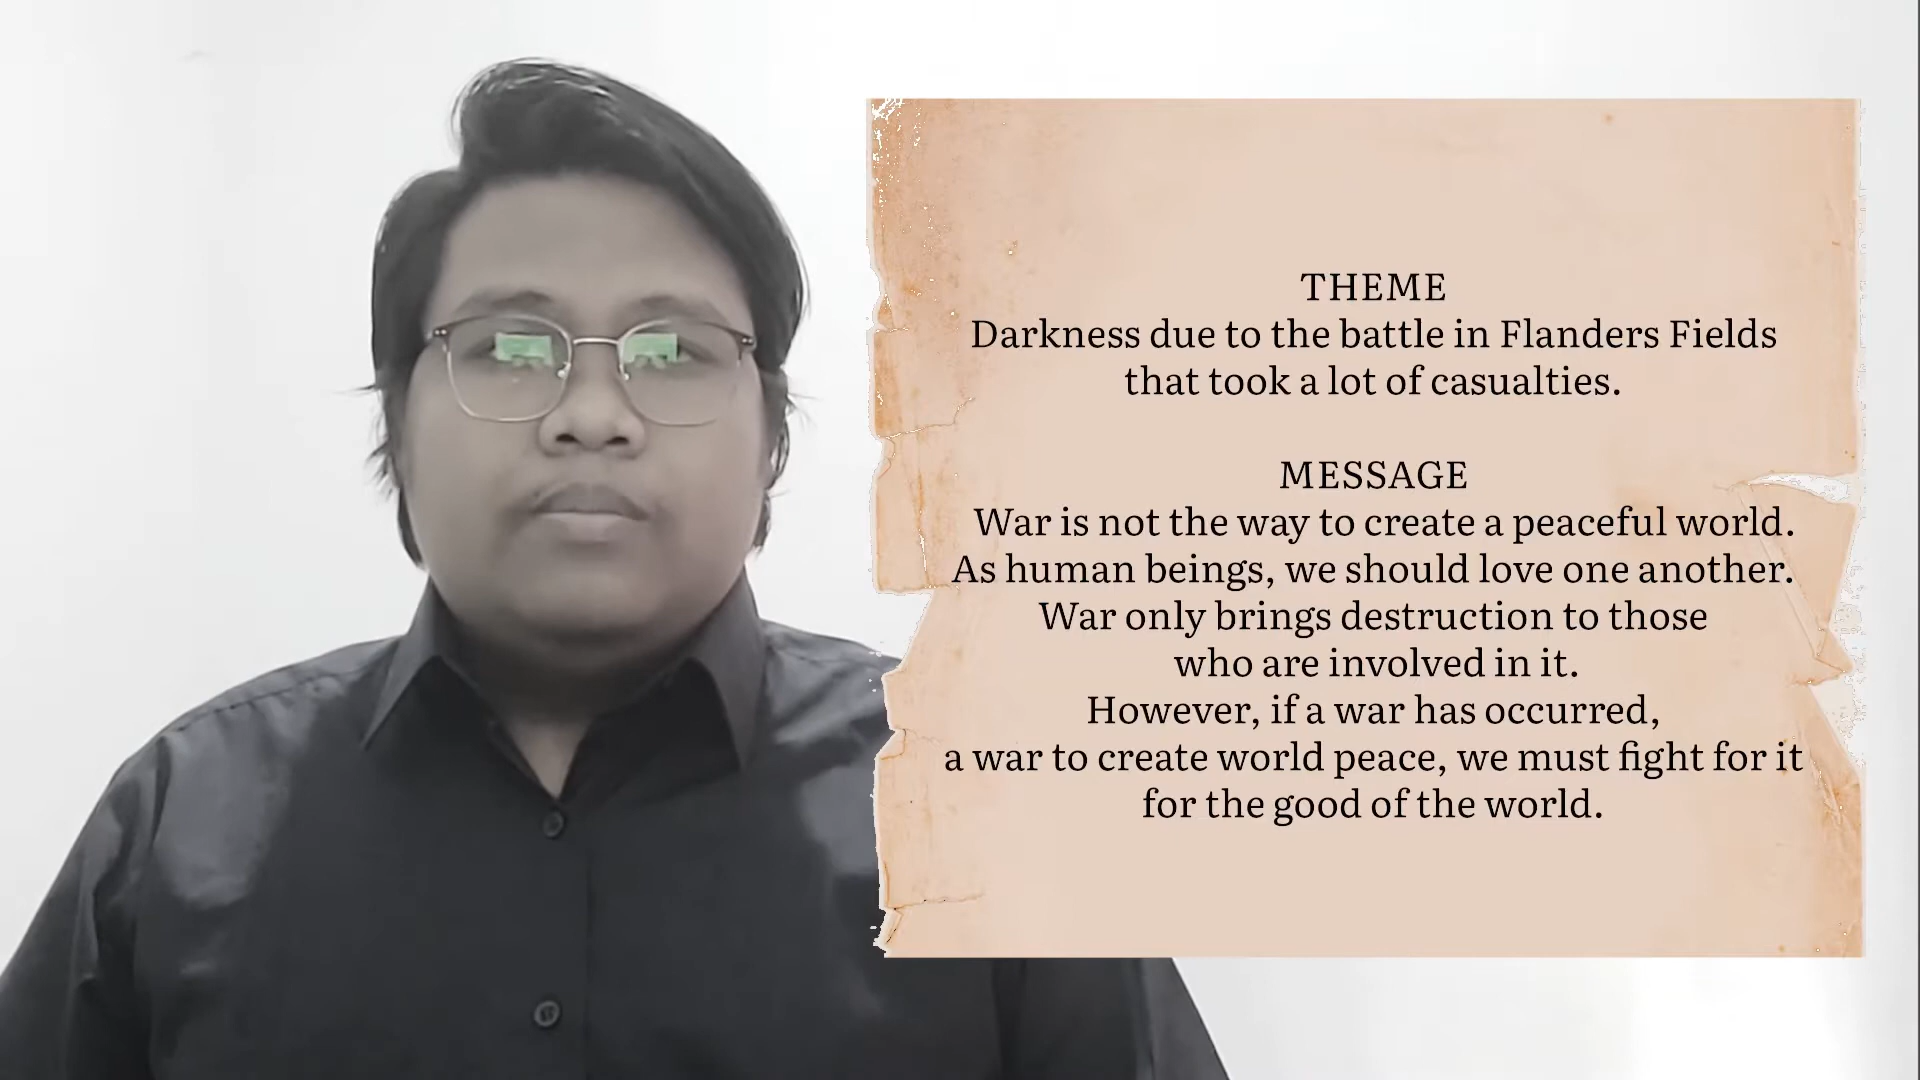 THEME
Darkness due to the battle in Flanders Fields
that took a lot of casualties.
MESSAGE
War is not the way to create a peaceful world.
As human beings, we should love one another.
War only brings destruction to those
who are involved in it.
However, if a war has occurred,
a war to create world peace, we must fight for it
for the good of the world.